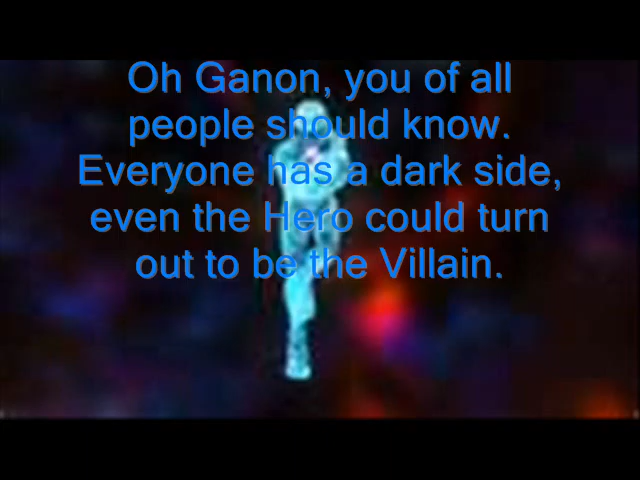 Oh Ganon, you of all
people should know.
Everyone has a dark side,
even the Hero could turn
out to be the Villain.